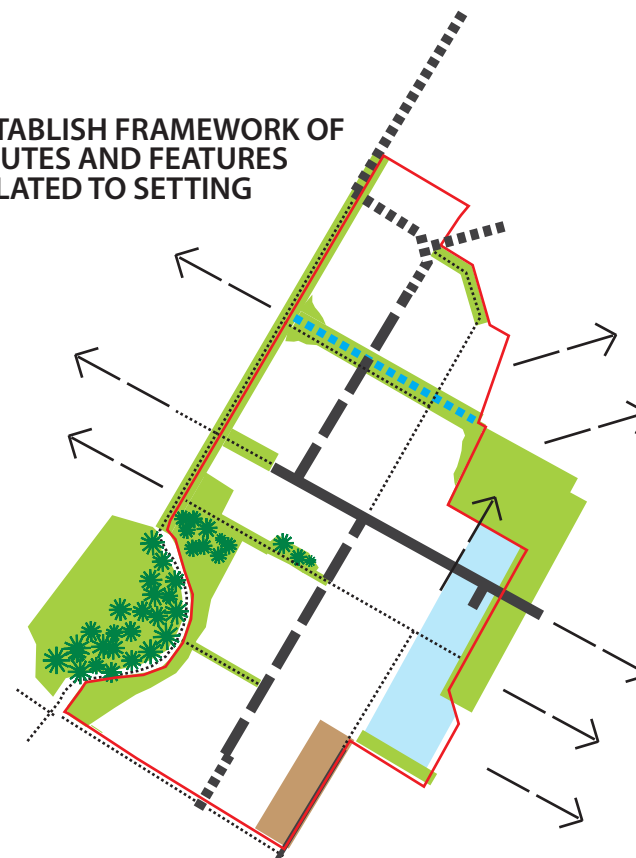 TABLISH FRAMEWORK OF
UTES AND FEATURES
LATED TO SETTING